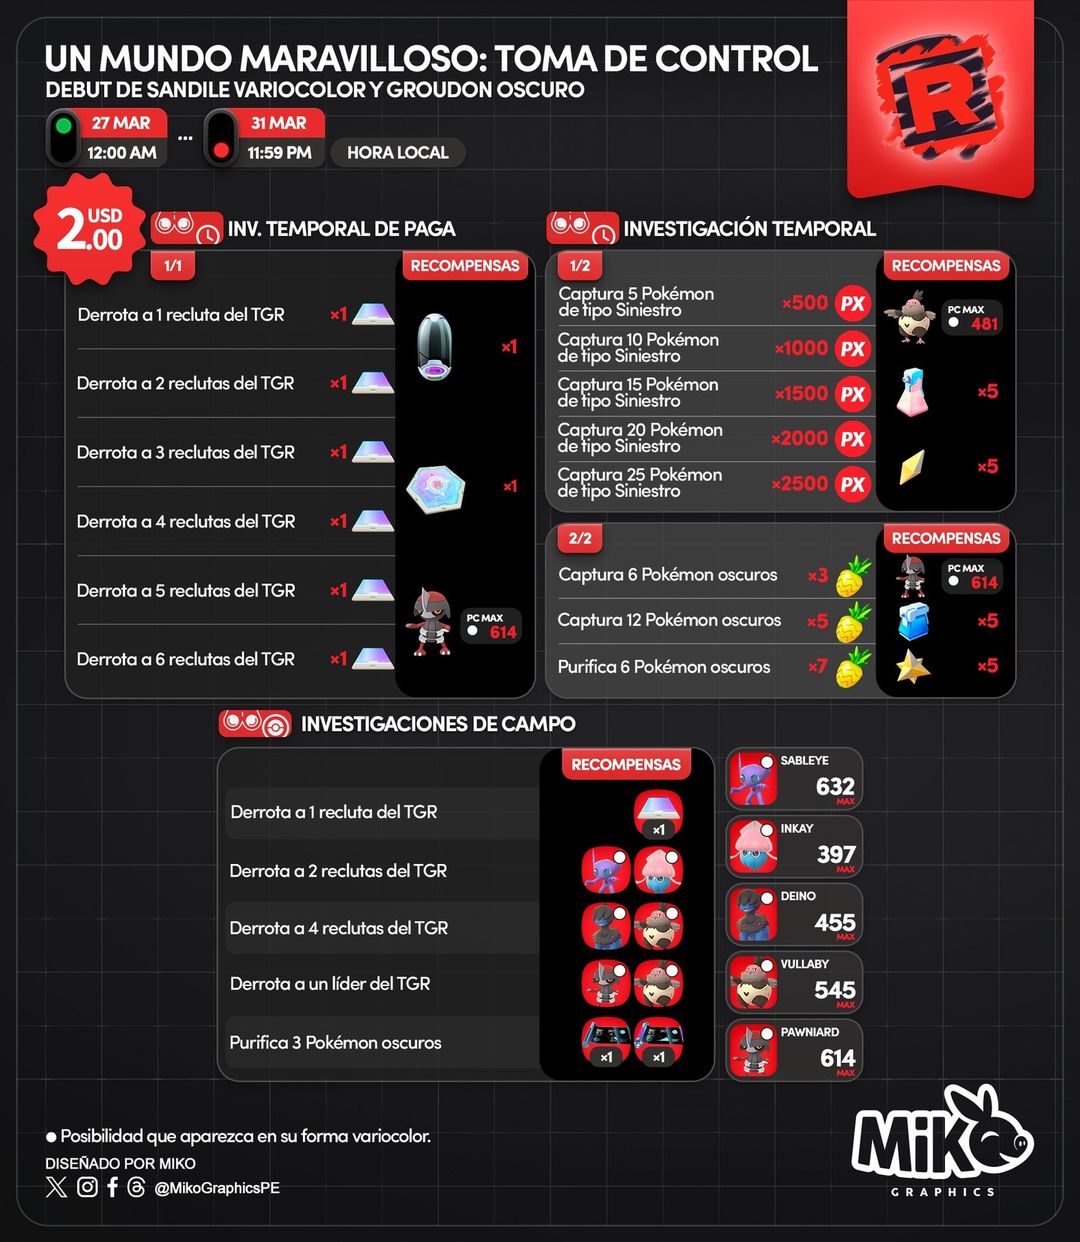 UN MUNDO MARAVILLOSO: TOMA DE CONTROL
DEBUT DE SANDILE VARIOCOLOR Y GROUDON OSCURO
27 MAR
12:00 AM
...
31 MAR
11:59 PM
HORA LOCAL
R
2.00 USD
INV. TEMPORAL DE PAGA
1/1
RECOMPENSAS
Derrota a 1 recluta del TGR ×1
Derrota a 2 reclutas del TGR ×1
Derrota a 3 reclutas del TGR ×1
Derrota a 4 reclutas del TGR ×1
Derrota a 5 reclutas del TGR ×1
Derrota a 6 reclutas del TGR ×1
×1
×1
PC MAX
614
INVESTIGACIÓN TEMPORAL
1/2
RECOMPENSAS
Captura 5 Pokémon
de tipo Siniestro
×500 PX
Captura 10 Pokémon
de tipo Siniestro
×1000 PX
Captura 15 Pokémon
de tipo Siniestro
×1500 PX
Captura 20 Pokémon
de tipo Siniestro
×2000 PX
Captura 25 Pokémon
de tipo Siniestro
×2500 PX
PC MAX
481
×5
×5
2/2
RECOMPENSAS
Captura 6 Pokémon oscuros ×3
Captura 12 Pokémon oscuros ×5
Purifica 6 Pokémon oscuros ×7
PC MAX
614
×5
×5
INVESTIGACIONES DE CAMPO
RECOMPENSAS
Derrota a 1 recluta del TGR
×1
Derrota a 2 reclutas del TGR
Derrota a 4 reclutas del TGR
Derrota a un líder del TGR
Purifica 3 Pokémon oscuros
×1 ×1
SABLEYE
632
MAX
INKAY
397
MAX
DEINO
455
MAX
VULLABY
545
MAX
PAWNIARD
614
MAX
Posibilidad que aparezca en su forma variocolor.
DISEÑADO POR MIKO
@MikoGraphicsPE
MiKO
GRAPHICS